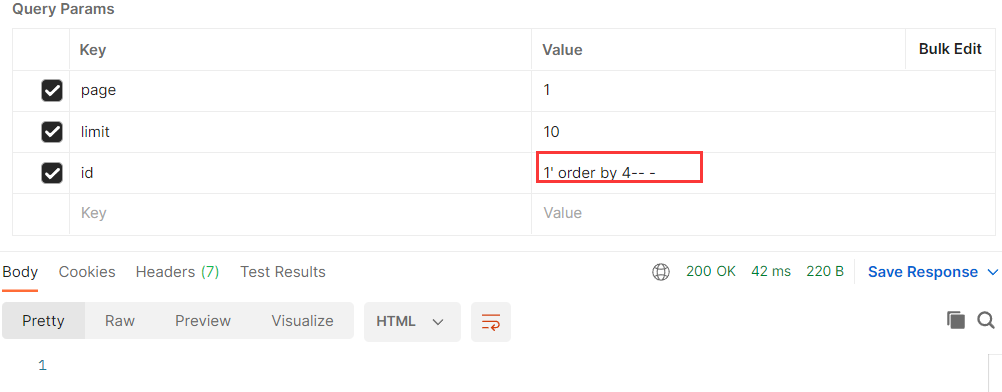 Query Params
Key Value Bulk Edit
page 1
limit 10
id 1' order by 4-- -
Key Value
Body Cookies Headers (7) Test Results 200 OK 42 ms 220 B Save Response
Pretty Raw Preview Visualize HTML
1